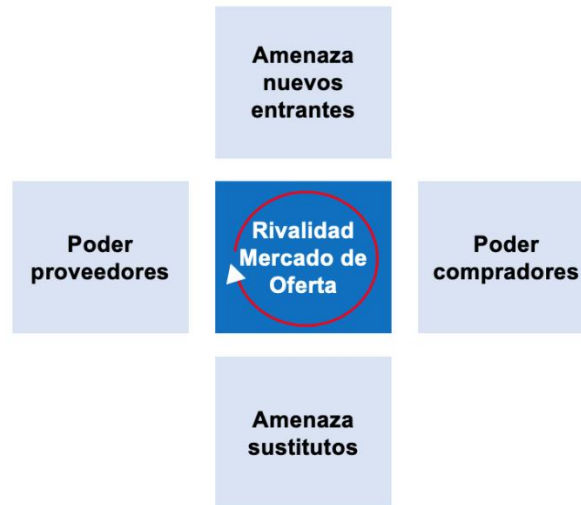 Amenaza
nuevos
entrantes
Poder
proveedores
Rivalidad
Mercado de
Oferta
Poder
compradores
Amenaza
sustitutos